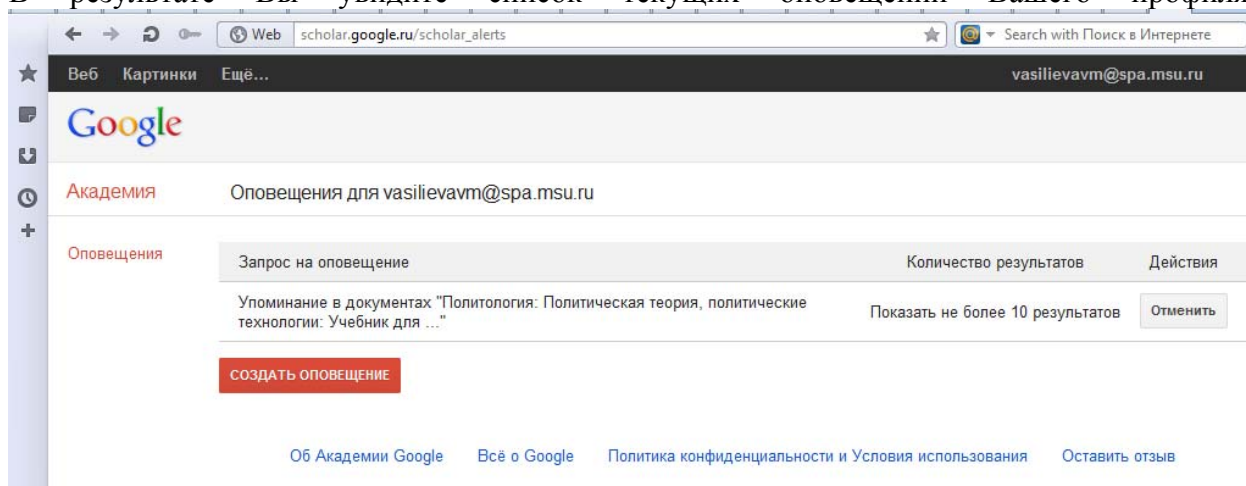 В результате Вы увидите список текущих оповещений Вашего профиля
Web scholar.google.ru/scholar_alerts Search with Поиск в Интернете
Веб Картинки Ещё... vasilievavm@spa.msu.ru
Google
Академия Оповещения для vasilievavm@spa.msu.ru
Оповещения Запрос на оповещение Количество результатов Действия
Упоминание в документах "Политология: Политическая теория, политические
технологии: Учебник для ..." Показать не более 10 результатов Отменить
СОЗДАТЬ ОПОВЕЩЕНИЕ
Об Академии Google Всё о Google Политика конфиденциальности и Условия использования Оставить отзыв